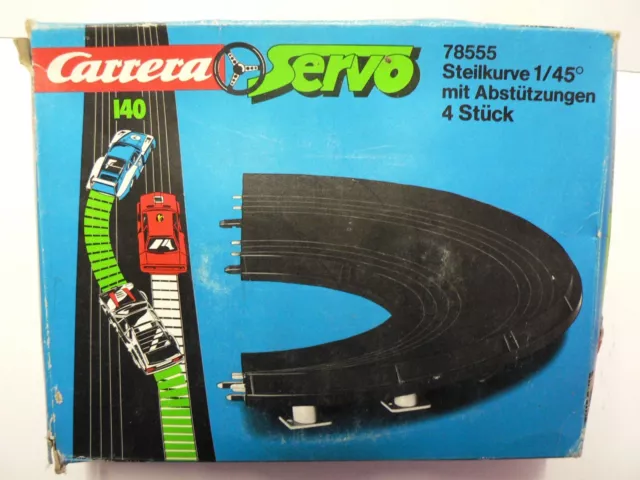 Carrera Servo
140
78555
Steilkurve 1/45°
mit Abstützungen
4 Stück